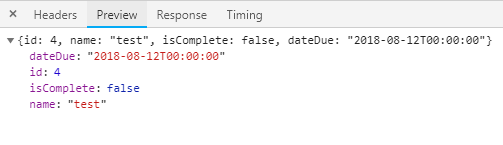 × Headers Preview Response Timing
▼{id: 4, name: "test", isComplete: false, dateDue: "2018-08-12T00:00:00"}
dateDue: "2018-08-12T00:00:00"
id: 4
isComplete: false
name: "test"